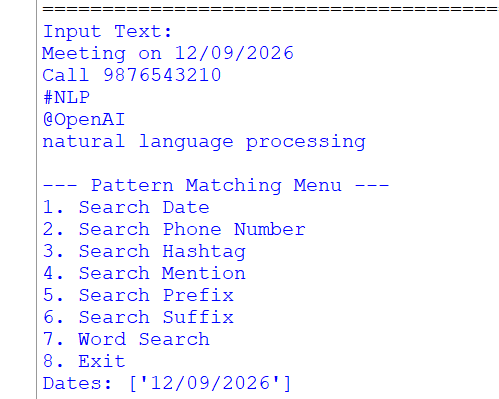 ======================================
Input Text:
Meeting on 12/09/2026
Call 9876543210
#NLP
@OpenAI
natural language processing

--- Pattern Matching Menu ---
1. Search Date
2. Search Phone Number
3. Search Hashtag
4. Search Mention
5. Search Prefix
6. Search Suffix
7. Word Search
8. Exit
Dates: ['12/09/2026']